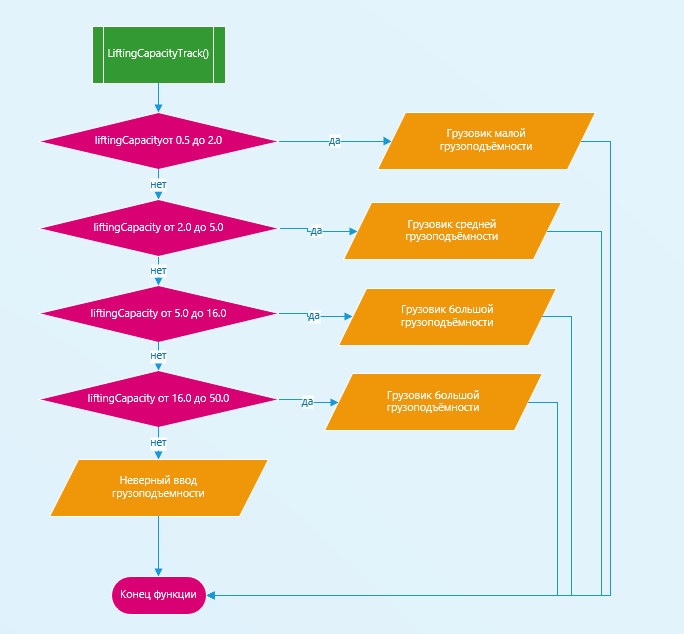 LiftingCapacityTrack()
liftingCapacityот 0.5 до 2.0
да
Грузовик малой
грузоподъёмности
нет
liftingCapacity от 2.0 до 5.0
да
Грузовик средней
грузоподъёмности
нет
liftingCapacity от 5.0 до 16.0
да
Грузовик большой
грузоподъёмности
нет
liftingCapacity от 16.0 до 50.0
да
Грузовик большой
грузоподъёмности
нет
Неверный ввод
грузоподъемности
Конец функции